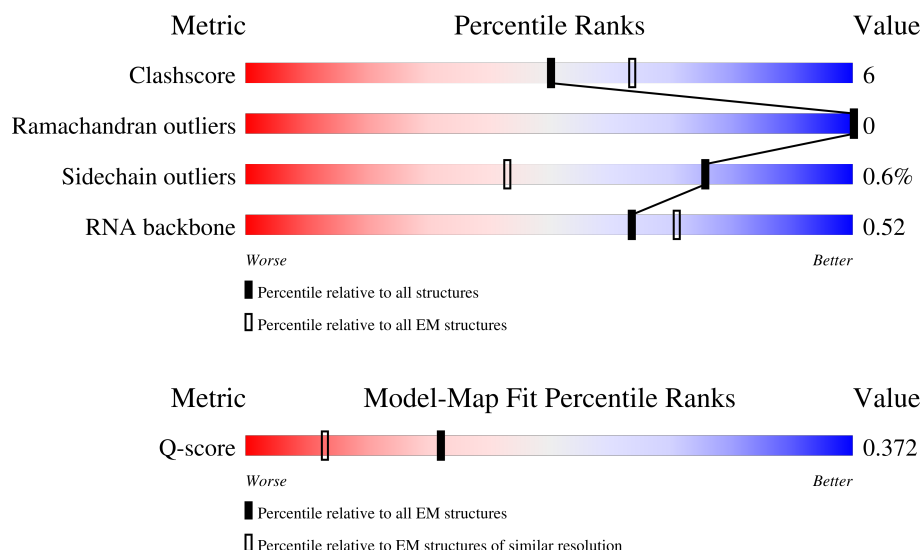 Metric Percentile Ranks Value
Clashscore 6
Ramachandran outliers 0
Sidechain outliers 0.6%
RNA backbone 0.52
Worse Better
Percentile relative to all structures
Percentile relative to all EM structures
Metric Model-Map Fit Percentile Ranks Value
Q-score 0.372
Worse Better
Percentile relative to all EM structures
Percentile relative to EM structures of similar resolution